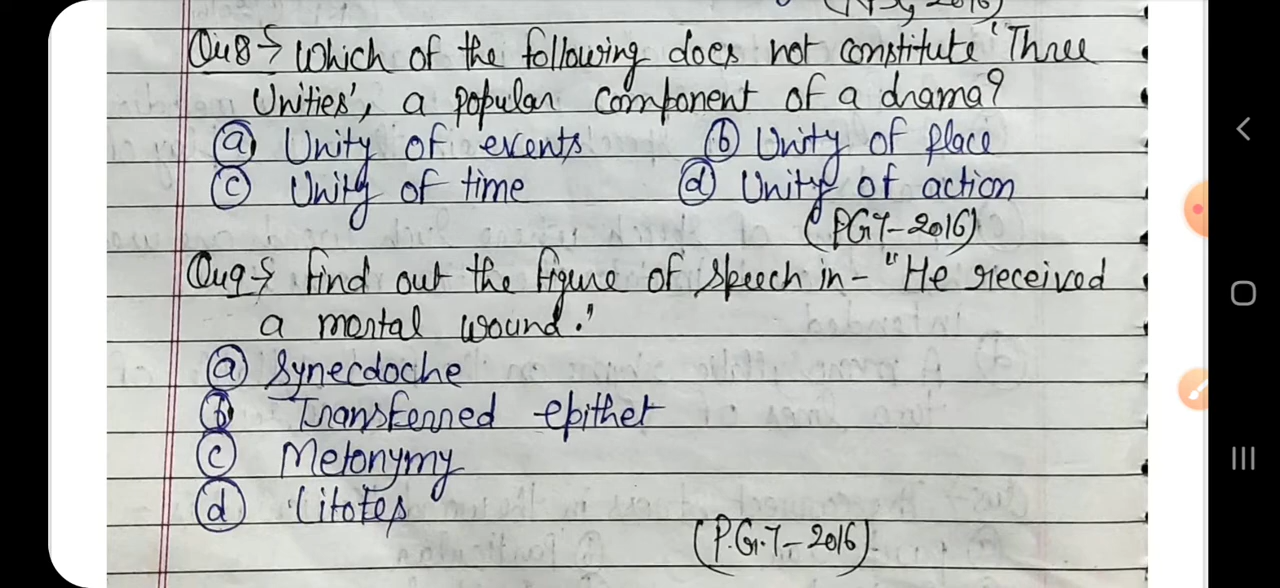 Qu8→ Which of the following does not constitute 'Three
Unities', a popular component of a drama?
(a) Unity of events (b) Unity of place
(c) Unity of time (d) Unity of action
(PGT-2016)
Qu9→ Find out the figure of speech in- "He received
a mortal wound."
(a) Synecdoche
(b) Transferred epithet
(c) Metonymy
(d) Litotes
(P.G.T-2016)